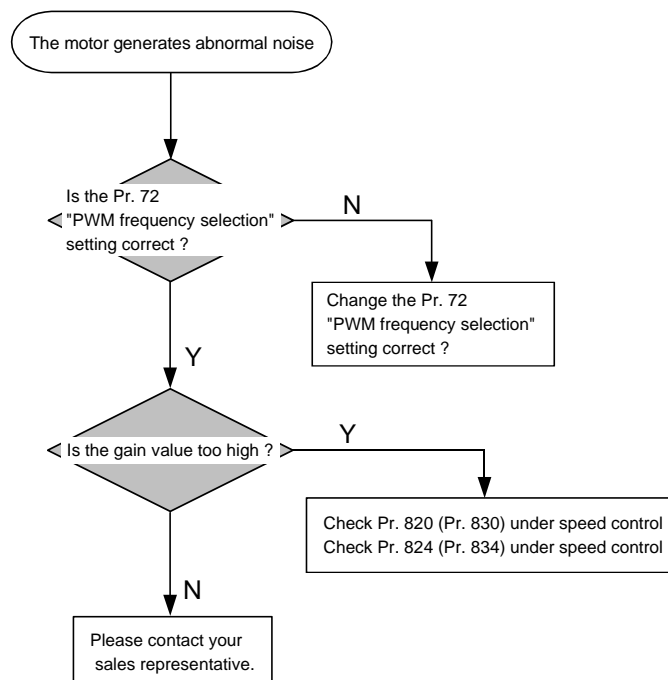 The motor generates abnormal noise
Is the Pr. 72
"PWM frequency selection"
setting correct ?
N
Change the Pr. 72
"PWM frequency selection"
setting correct ?
Y
Is the gain value too high ?
Y
Check Pr. 820 (Pr. 830) under speed control
Check Pr. 824 (Pr. 834) under speed control
N
Please contact your
sales representative.